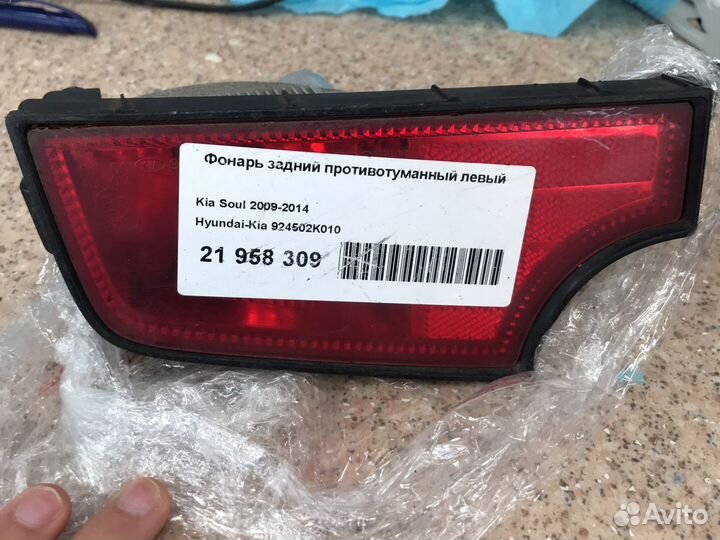 Фонарь задний противотуманный левый
Kia Soul 2009-2014
Hyundai-Kia 924502K010
21 958 309
Avito